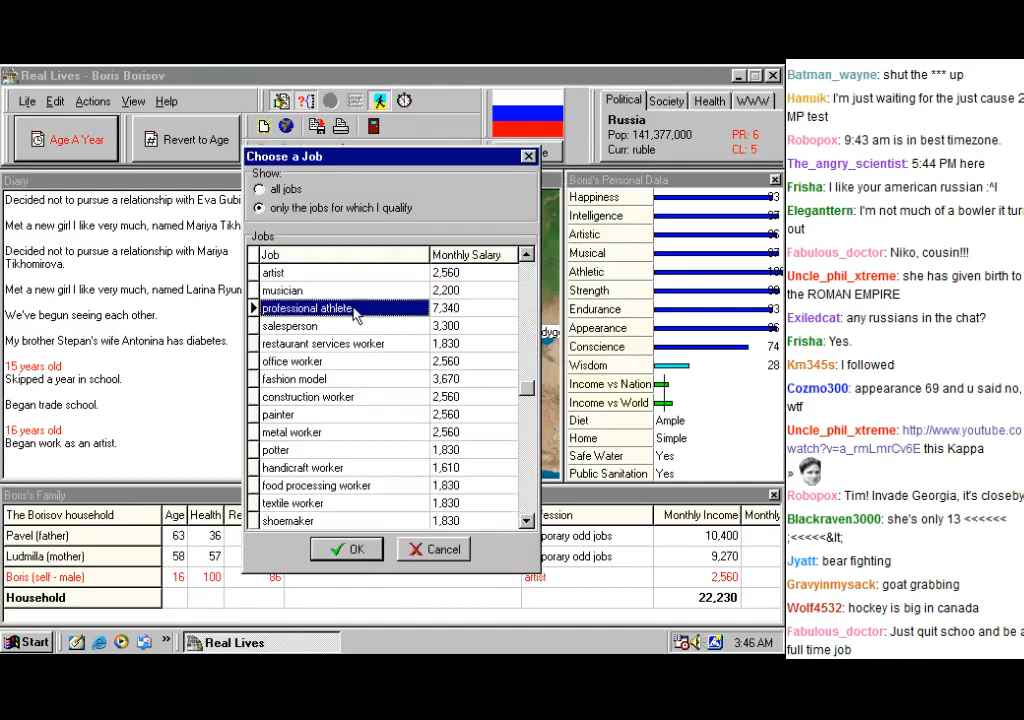 Real Lives - Boris Borisov
Life Edit Actions View Help
Age A Year
Revert to Age
Political Society Health WWW
Russia
Pop: 141,377,000 PR: 6
Curr: ruble CL: 5
Diary
Decided not to pursue a relationship with Eva Gubi
Met a new girl I like very much, named Mariya Tikh
Decided not to pursue a relationship with Mariya
Tikhomirova.
Met a new girl I like very much, named Larina Ryun
We've begun seeing each other.
My brother Stepan's wife Antonina has diabetes.
15 years old
Skipped a year in school.
Began trade school.
16 years old
Began work as an artist.
Choose a Job
Show:
all jobs
only the jobs for which I qualify
Jobs
Job Monthly Salary
artist 2,560
musician 2,200
professional athlete 7,340
salesperson 3,300
restaurant services worker 1,830
office worker 2,560
fashion model 3,670
construction worker 2,560
painter 2,560
metal worker 2,560
potter 1,830
handicraft worker 1,610
food processing worker 1,830
textile worker 1,830
shoemaker 1,830
OK Cancel
Boris's Personal Data
Happiness
Intelligence
Artistic
Musical
Athletic
Strength
Endurance
Appearance
Conscience 74
Wisdom 28
Income vs Nation
Income vs World
Diet Ample
Home Simple
Safe Water Yes
Public Sanitation Yes
Boris's Family
The Borisov household Age Health Re fession Monthly Income Monthly
Pavel (father) 63 36 porary odd jobs 10,400
Ludmilla (mother) 58 57 porary odd jobs 9,270
Boris (self - male) 16 100 86 artist 2,560
Household 22,230
Start Real Lives 3:46 AM
Batman_wayne: shut the *** up
Hanuik: I'm just waiting for the just cause 2
MP test
Robopox: 9:43 am is in best timezone.
The_angry_scientist: 5:44 PM here
Frisha: I like your american russian :^I
Eleganttern: I'm not much of a bowler it turn
out
Fabulous_doctor: Niko, cousin!!!
Uncle_phil_xtreme: she has given birth to
the ROMAN EMPIRE
Exiledcat: any russians in the chat?
Frisha: Yes.
Km345s: I followed
Cozmo300: appearance 69 and u said no,
wtf
Uncle_phil_xtreme: http://www.youtube.co
watch?v=a_rmLmrCv6E this Kappa
»
Robopox: Tim! Invade Georgia, it's closeby
Blackraven3000: she's only 13 <<<<<<
:<<<<<&lt;
Jyatt: bear fighting
Gravyinmysack: goat grabbing
Wolf4532: hockey is big in canada
Fabulous_doctor: Just quit schoo and be a
full time job